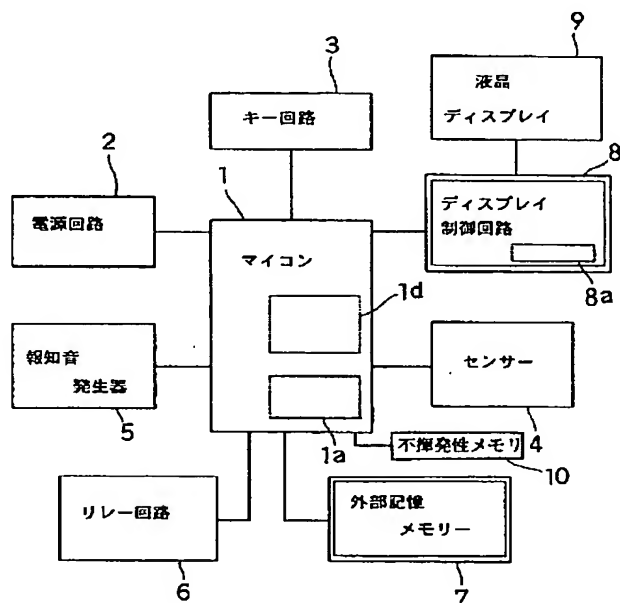 9
液晶
ディスプレイ
3
キー回路
8
ディスプレイ
制御回路
8a
2
電源回路
1
マイコン
1d
1a
センサー
4
報知音
発生器
5
不揮発性メモリ
10
リレー回路
6
外部記憶
メモリー
7